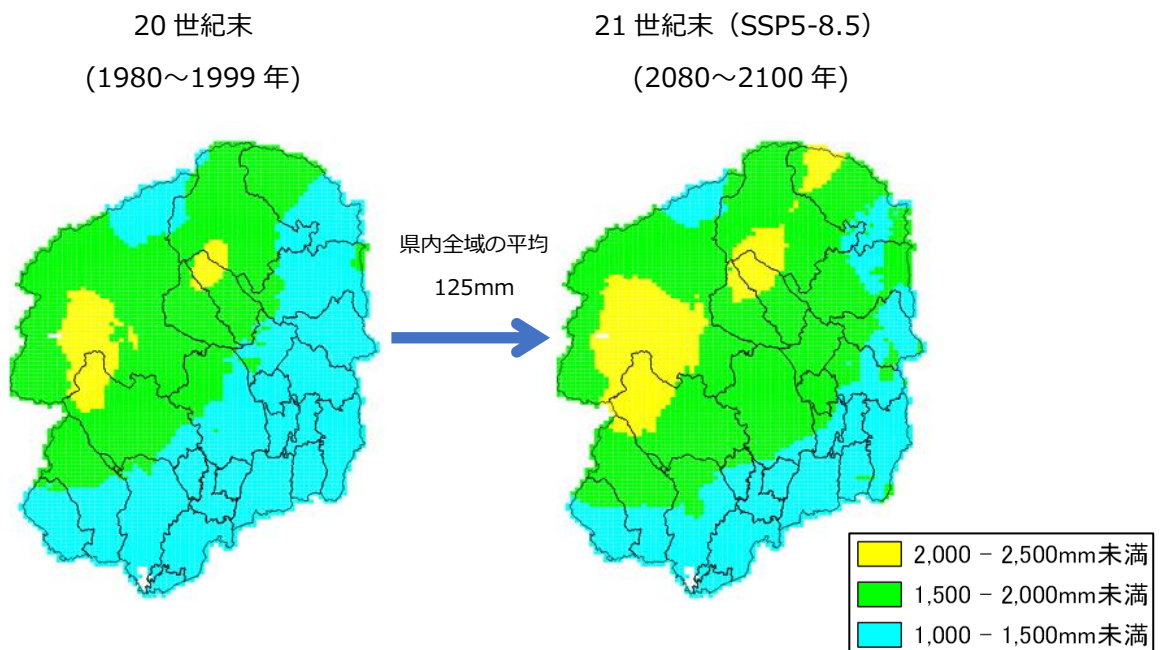 20 世紀末
(1980～1999 年)
21 世紀末（SSP5-8.5）
(2080～2100 年)
県内全域の平均
125mm
2,000 － 2,500mm未満
1,500 － 2,000mm未満
1,000 － 1,500mm未満